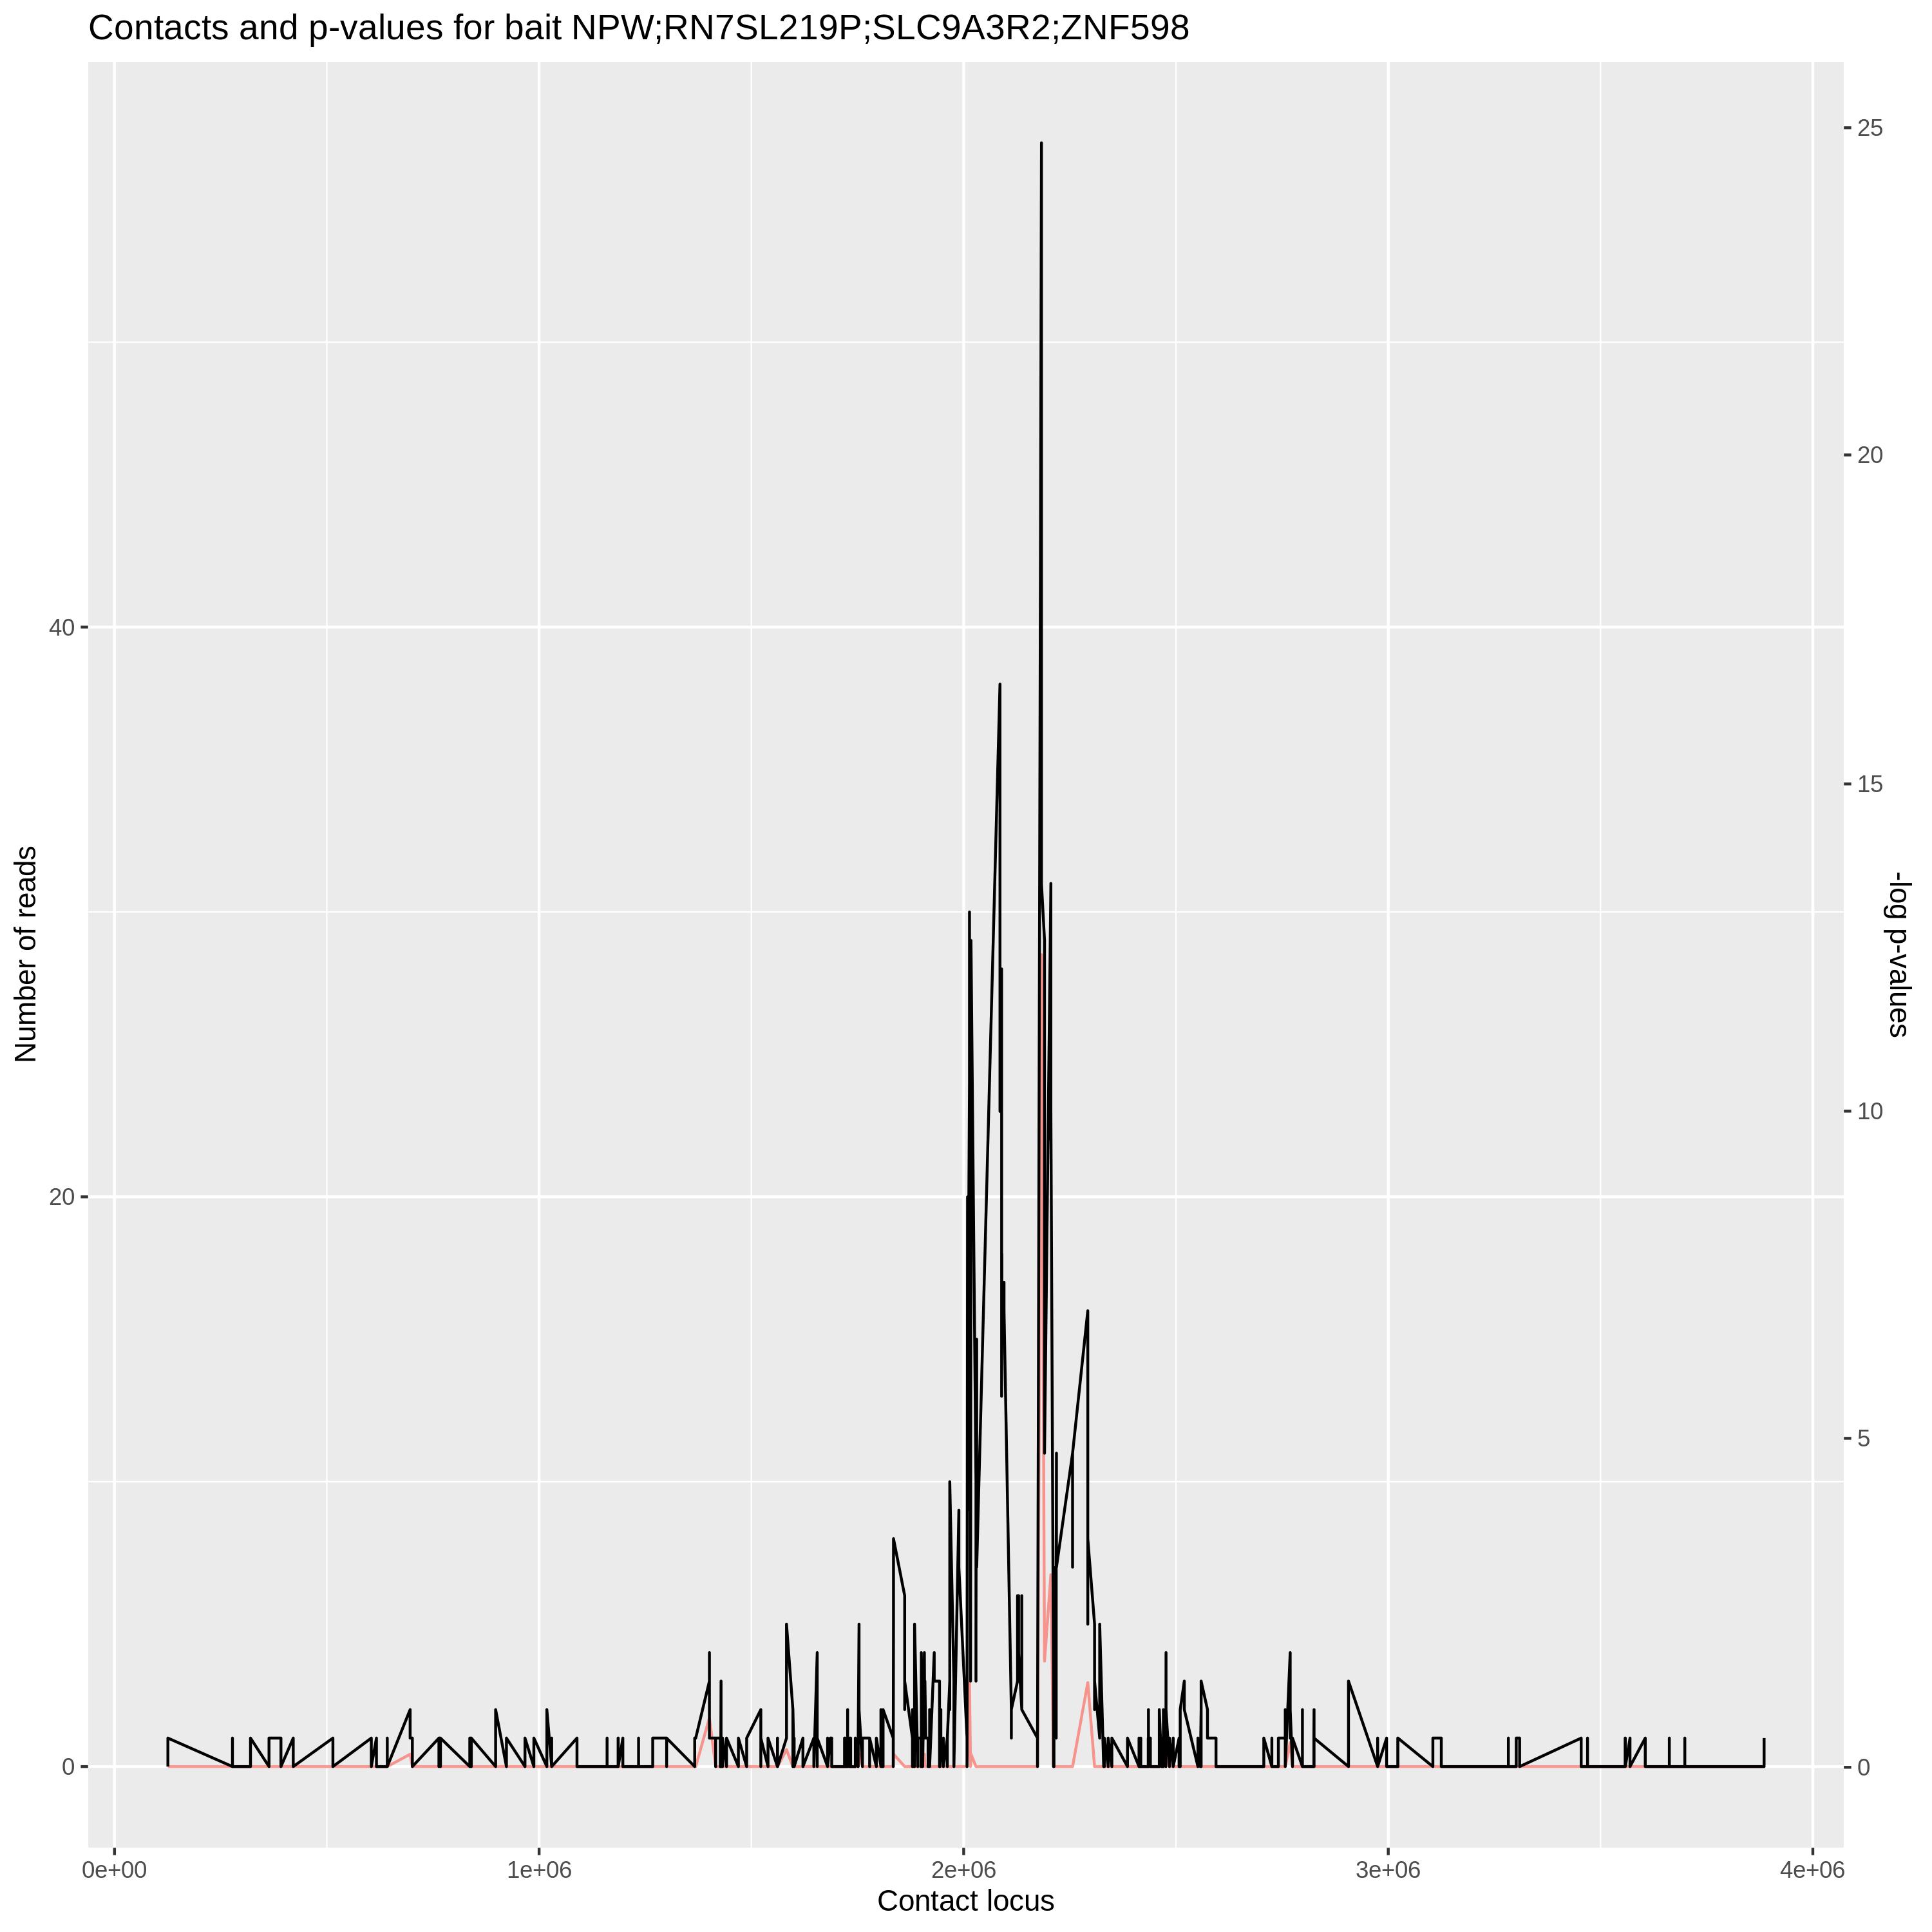 Contacts and p-values for bait NPW;RN7SL219P;SLC9A3R2;ZNF598
25
20
40
15
Number of reads
-log p-values
10
20
5
0
0
0e+00
1e+06
2e+06
3e+06
4e+06
Contact locus